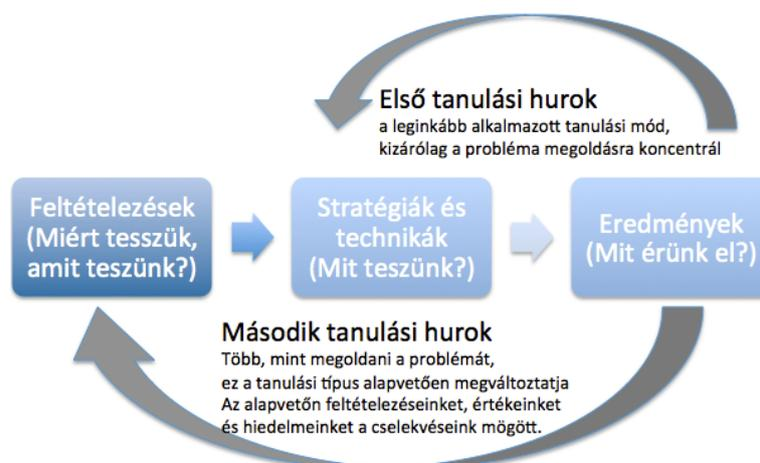 Első tanulási hurok
a leginkább alkalmazott tanulási mód,
kizárólag a probléma megoldásra koncentrál
Feltételezések
(Miért tesszük,
amit teszünk?)
Stratégiák és
technikák
(Mit teszünk?)
Eredmények
(Mit érünk el?)
Második tanulási hurok
Több, mint megoldani a problémát,
ez a tanulási típus alapvetően megváltoztatja
Az alapvetőn feltételezéseinket, értékeinket
és hiedelmeinket a cselekvéseink mögött.